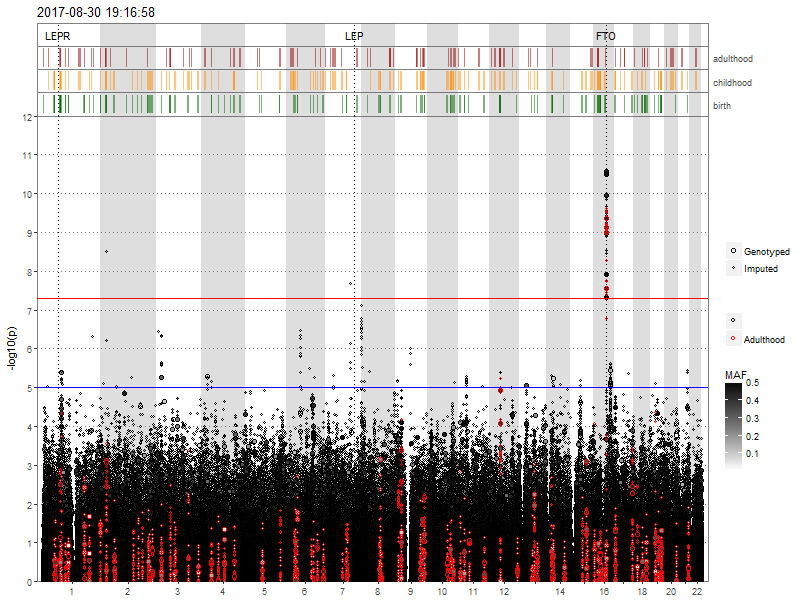 2017-08-30 19:16:58
LEPR LEP FTO
adulthood
childhood
birth
12
11
10
9
8
7
6
5
4
3
2
1
0
-log10(p)
1 2 3 4 5 6 7 8 9 10 11 12 14 16 18 20 22
Genotyped
Imputed
Adulthood
MAF
0.5
0.4
0.3
0.2
0.1